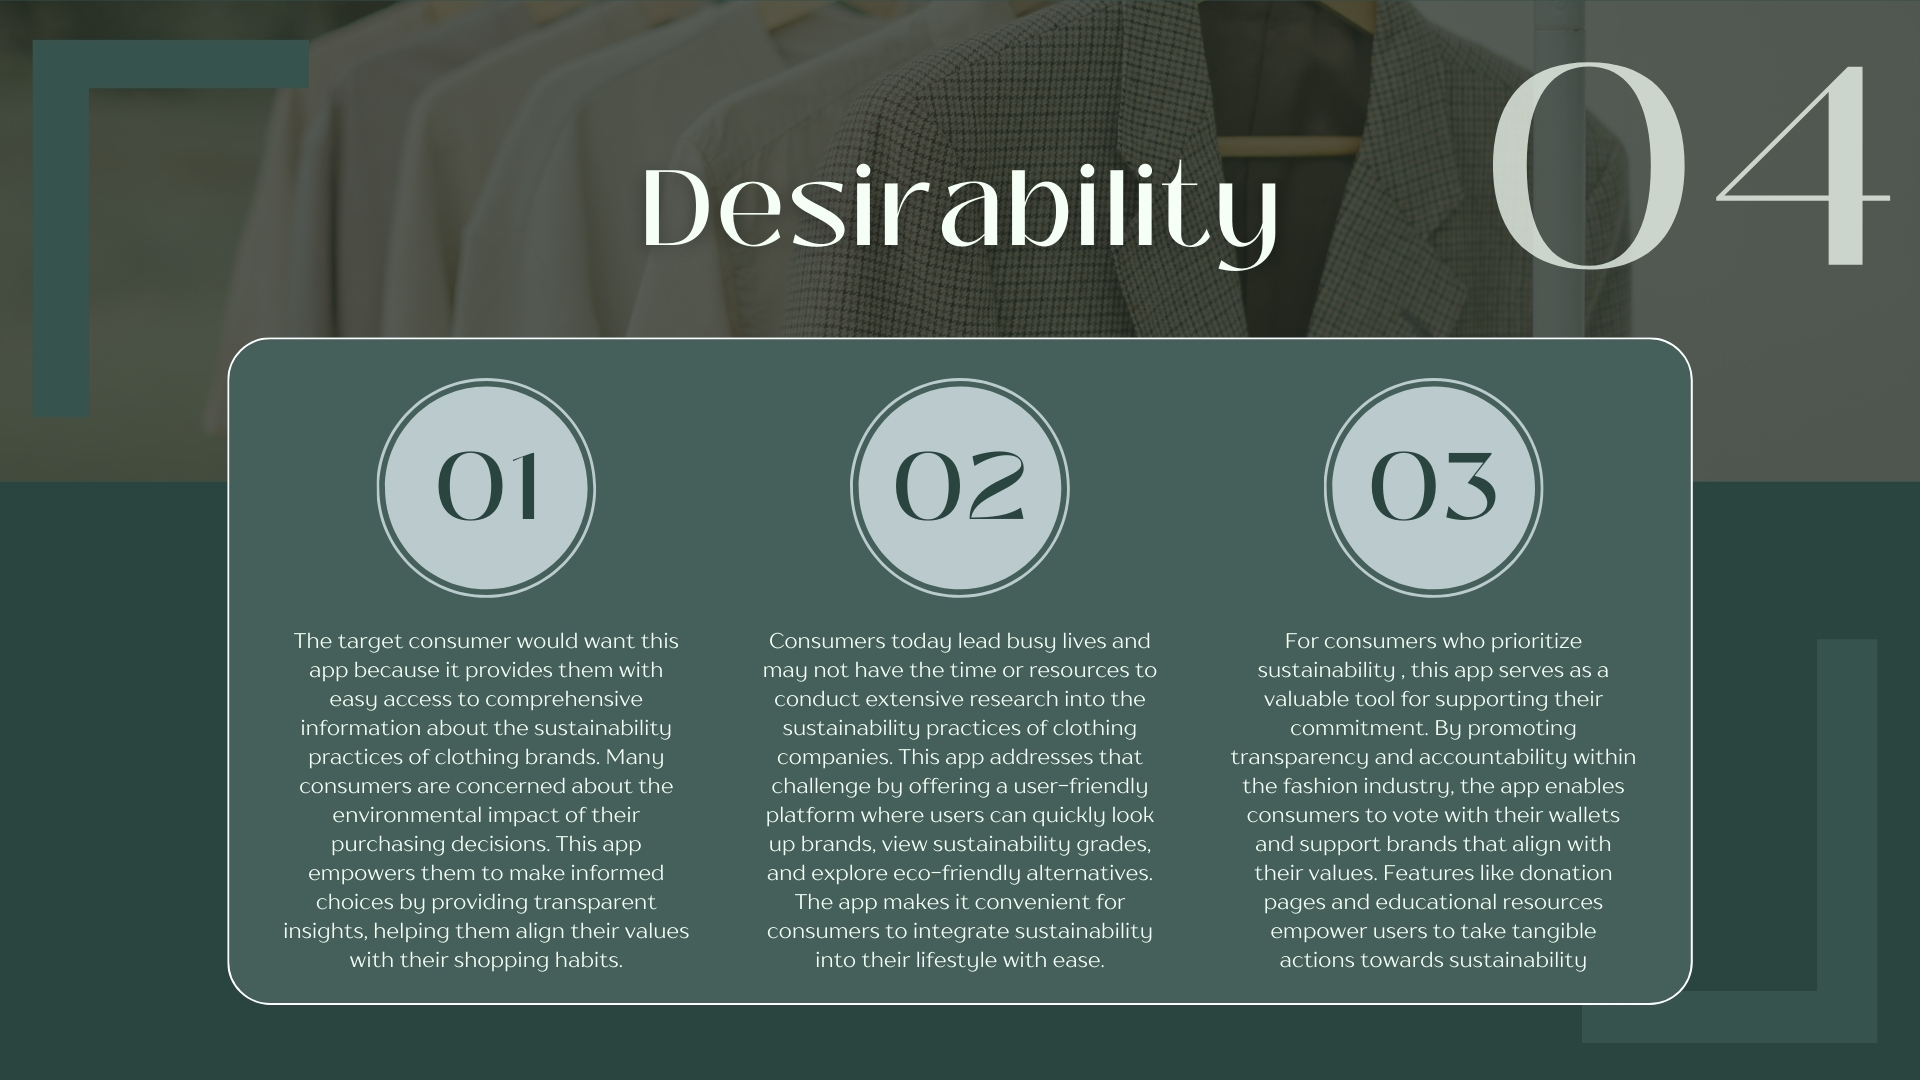 04
Desirability
01
The target consumer would want this
app because it provides them with
easy access to comprehensive
information about the sustainability
practices of clothing brands. Many
consumers are concerned about the
environmental impact of their
purchasing decisions. This app
empowers them to make informed
choices by providing transparent
insights, helping them align their values
with their shopping habits.
02
Consumers today lead busy lives and
may not have the time or resources to
conduct extensive research into the
sustainability practices of clothing
companies. This app addresses that
challenge by offering a user-friendly
platform where users can quickly look
up brands, view sustainability grades,
and explore eco-friendly alternatives.
The app makes it convenient for
consumers to integrate sustainability
into their lifestyle with ease.
03
For consumers who prioritize
sustainability , this app serves as a
valuable tool for supporting their
commitment. By promoting
transparency and accountability within
the fashion industry, the app enables
consumers to vote with their wallets
and support brands that align with
their values. Features like donation
pages and educational resources
empower users to take tangible
actions towards sustainability